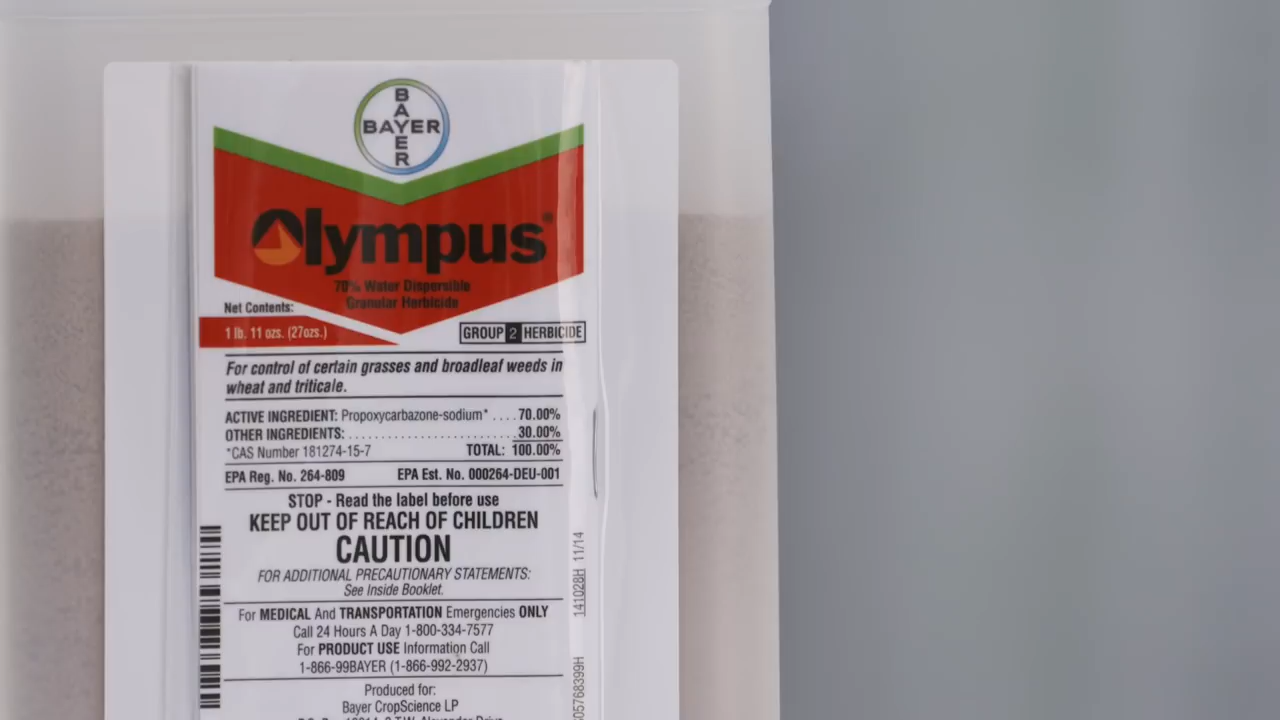 BAYER
BAYER
Olympus®
70% Water Dispersible
Granular Herbicide
Net Contents:
1 lb. 11 ozs. (27ozs.)
GROUP 2 HERBICIDE
For control of certain grasses and broadleaf weeds in
wheat and triticale.
ACTIVE INGREDIENT: Propoxycarbazone-sodium* .... 70.00%
OTHER INGREDIENTS: ........................ 30.00%
*CAS Number 181274-15-7 TOTAL: 100.00%
EPA Reg. No. 264-809 EPA Est. No. 000264-DEU-001
STOP - Read the label before use
KEEP OUT OF REACH OF CHILDREN
CAUTION
FOR ADDITIONAL PRECAUTIONARY STATEMENTS:
See Inside Booklet.
For MEDICAL And TRANSPORTATION Emergencies ONLY
Call 24 Hours A Day 1-800-334-7577
For PRODUCT USE Information Call
1-866-99BAYER (1-866-992-2937)
Produced for:
Bayer CropScience LP
141028H 11/14
05768399H